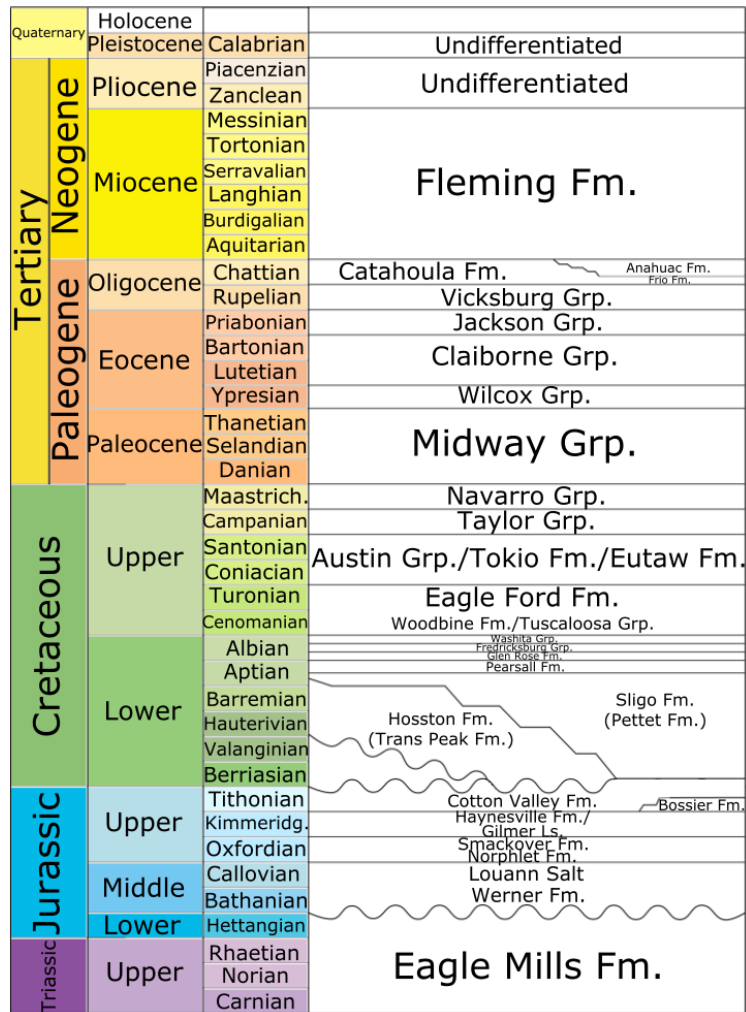 Quaternary
Holocene
Pleistocene
Calabrian
Undifferentiated
Tertiary
Neogene
Pliocene
Piacenzian
Zanclean
Undifferentiated
Miocene
Messinian
Tortonian
Serravalian
Langhian
Burdigalian
Aquitarian
Fleming Fm.
Paleogene
Oligocene
Chattian
Catahoula Fm.
Anahuac Fm.
Frio Fm.
Rupelian
Vicksburg Grp.
Eocene
Priabonian
Jackson Grp.
Bartonian
Lutetian
Claiborne Grp.
Ypresian
Wilcox Grp.
Paleocene
Thanetian
Selandian
Danian
Midway Grp.
Cretaceous
Upper
Maastrich.
Navarro Grp.
Campanian
Taylor Grp.
Santonian
Coniacian
Austin Grp./Tokio Fm./Eutaw Fm.
Turonian
Eagle Ford Fm.
Cenomanian
Woodbine Fm./Tuscaloosa Grp.
Lower
Albian
Washita Grp.
Fredricksburg Grp.
Glen Rose Fm.
Aptian
Pearsall Fm.
Barremian
Hauterivian
Valanginian
Berriasian
Hosston Fm.
(Trans Peak Fm.)
Sligo Fm.
(Pettet Fm.)
Jurassic
Upper
Tithonian
Cotton Valley Fm.
Bossier Fm.
Kimmeridg.
Haynesville Fm./
Gilmer Ls.
Oxfordian
Smackover Fm.
Norphlet Fm.
Middle
Callovian
Louann Salt
Bathanian
Werner Fm.
Lower
Hettangian
Triassic
Upper
Rhaetian
Norian
Carnian
Eagle Mills Fm.